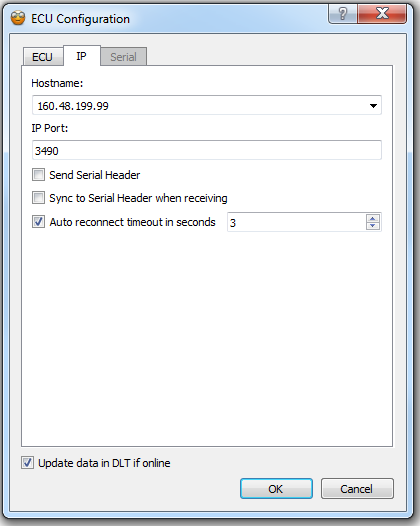 ECU Configuration
?
ECU IP Serial
Hostname:
160.48.199.99
IP Port:
3490
Send Serial Header
Sync to Serial Header when receiving
Auto reconnect timeout in seconds 3
Update data in DLT if online
OK Cancel